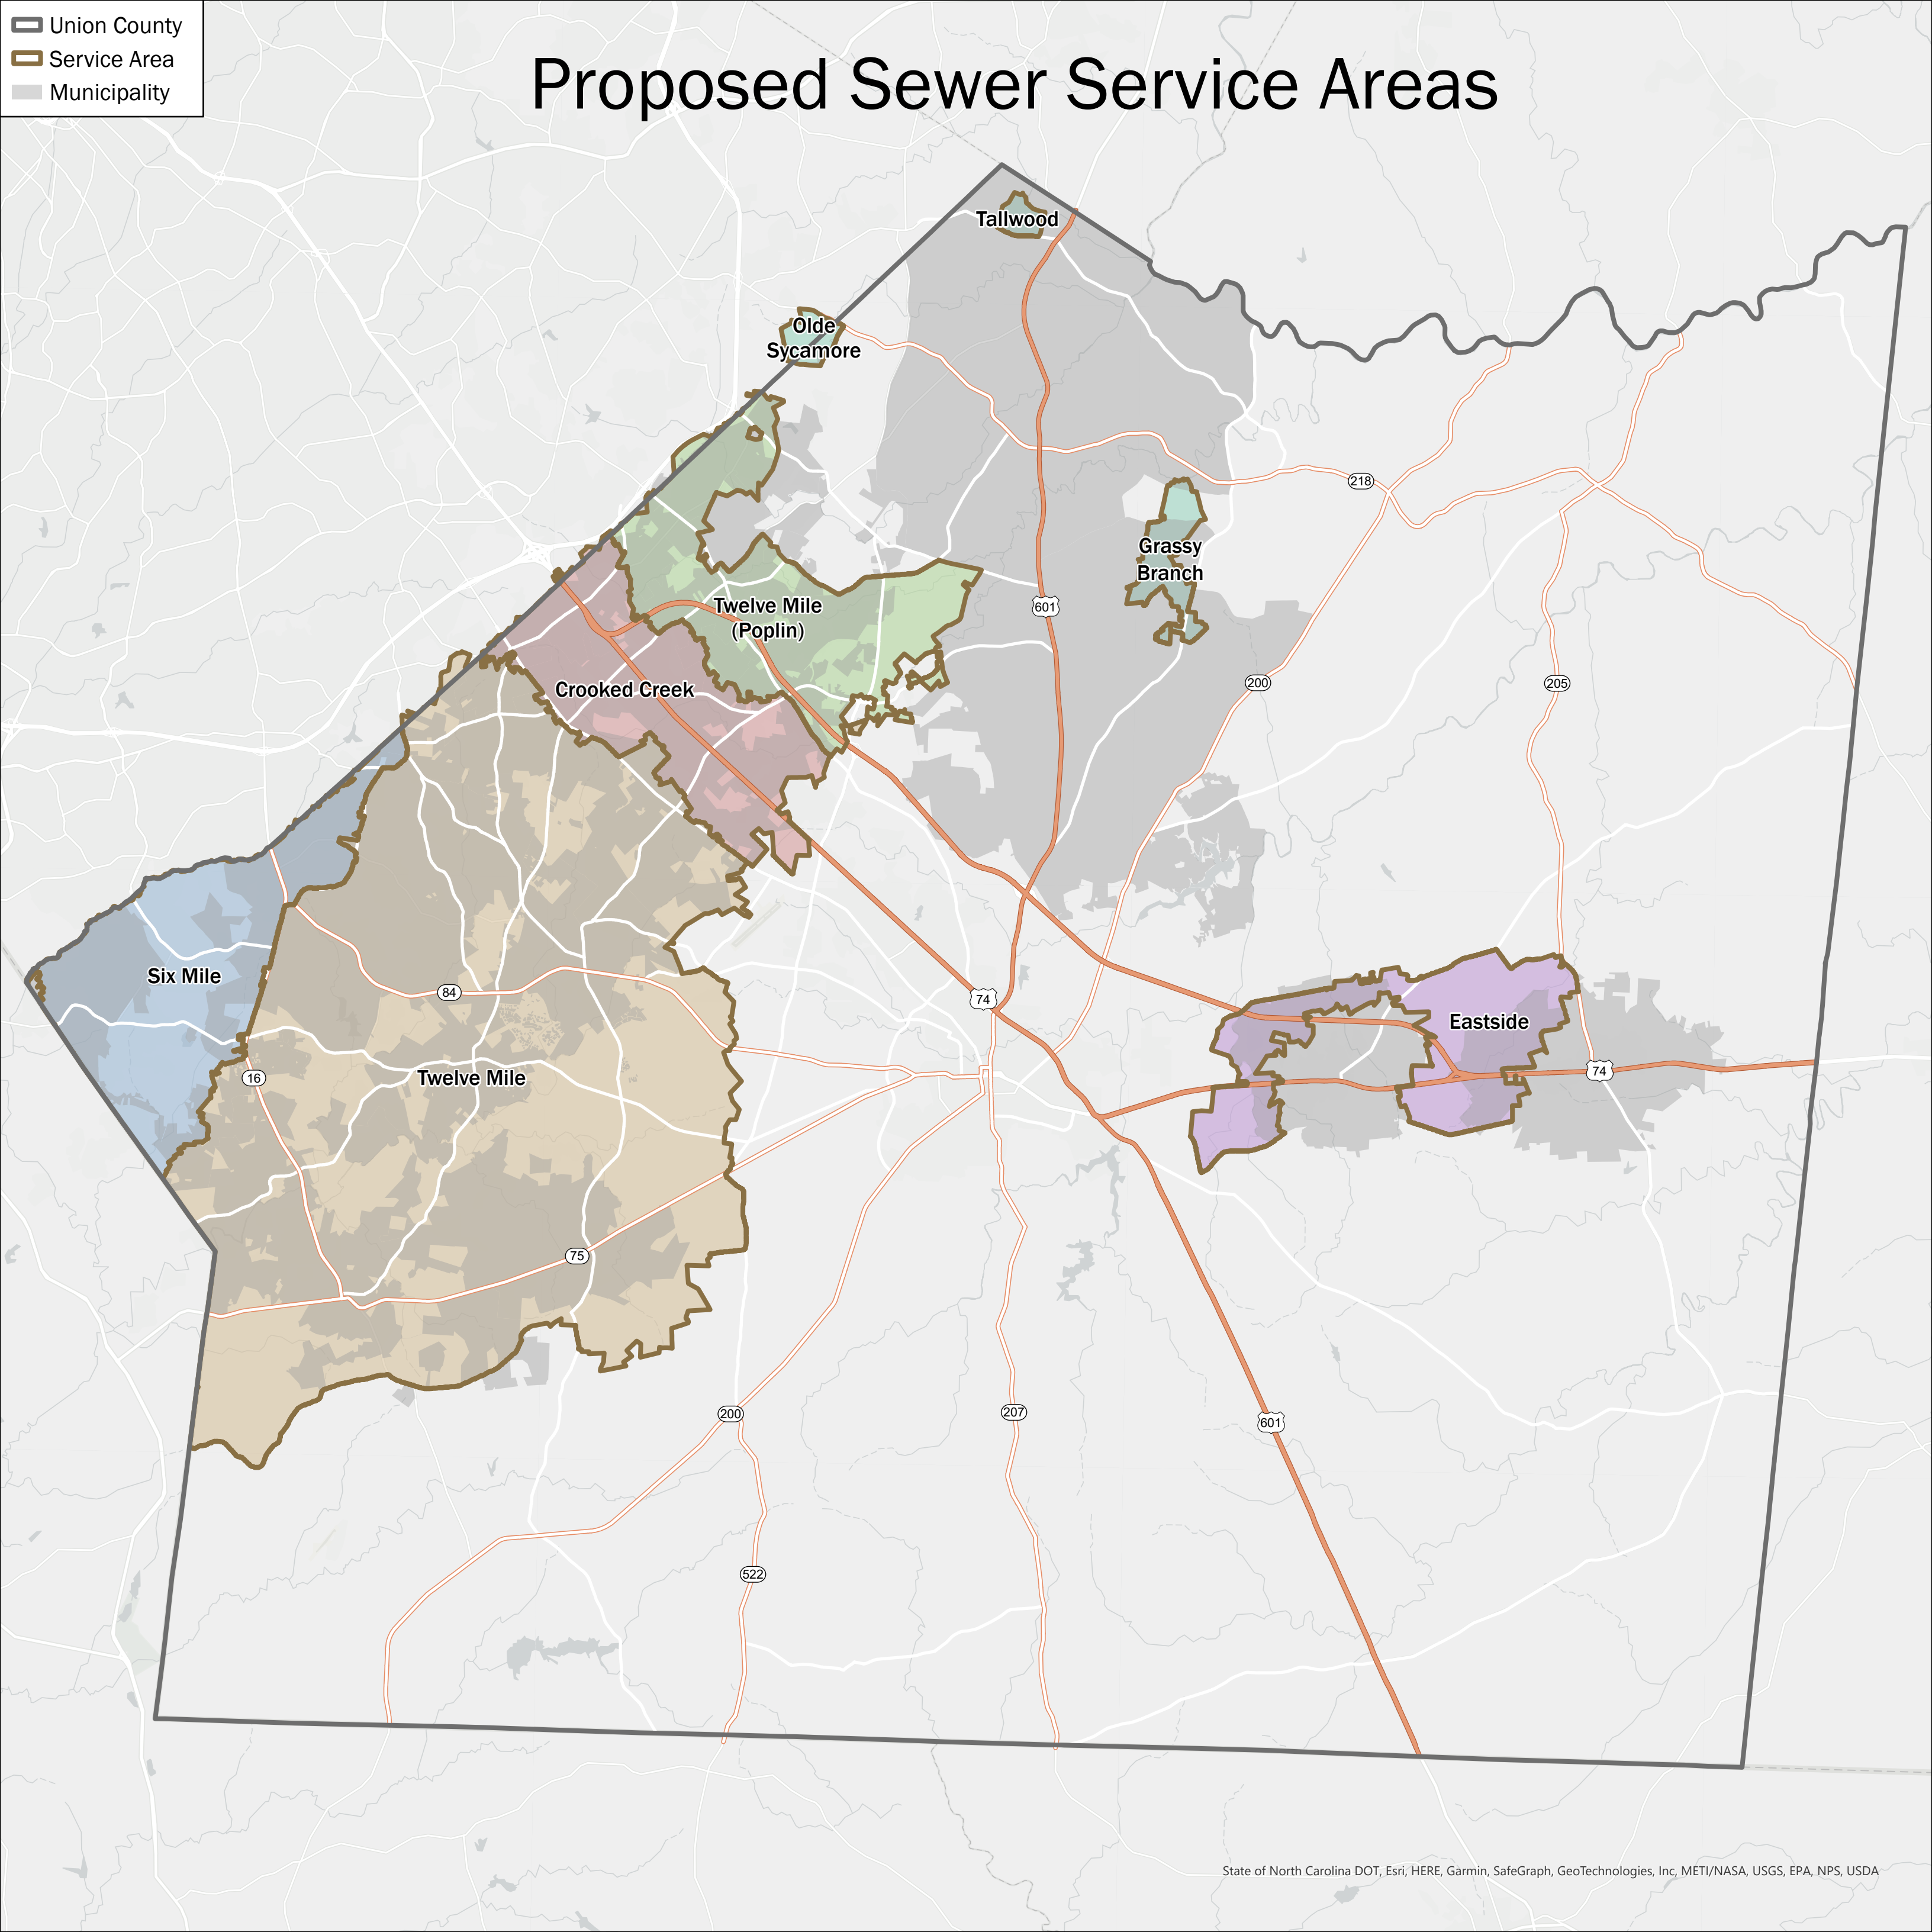 Union County
Service Area
Municipality
Proposed Sewer Service Areas
Tallwood
Olde
Sycamore
218
Grassy
Branch
601
Twelve Mile
(Poplin)
200
205
Crooked Creek
Six Mile
84
74
Eastside
74
16
Twelve Mile
75
200
207
601
522
State of North Carolina DOT, Esri, HERE, Garmin, SafeGraph, GeoTechnologies, Inc, METI/NASA, USGS, EPA, NPS, USDA